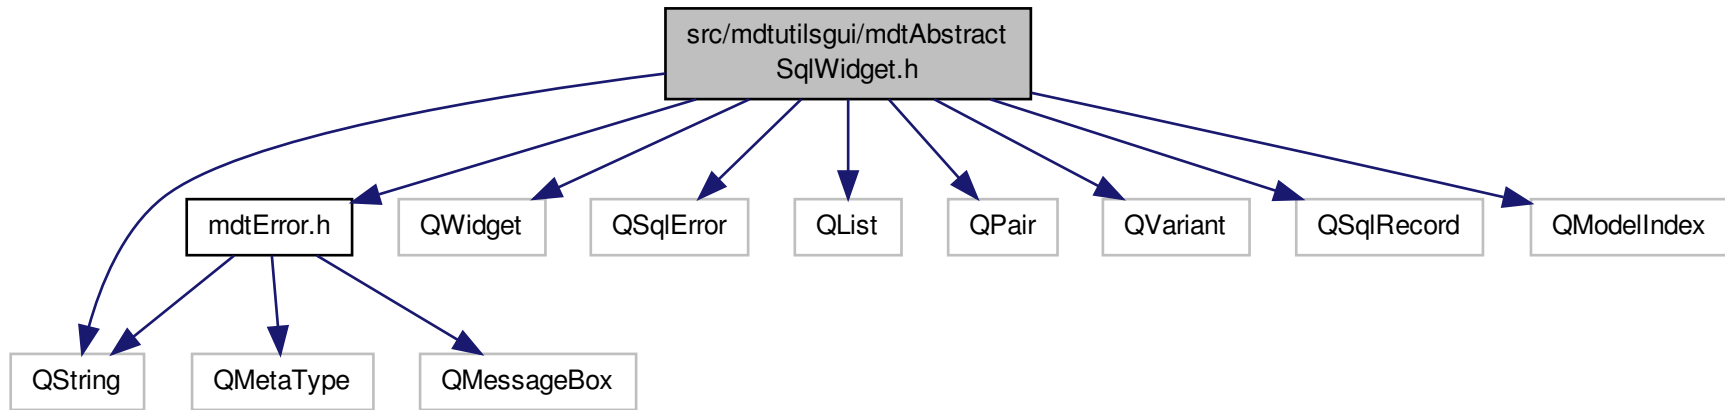 src/mdtutilsgui/mdtAbstract
SqlWidget.h
mdtError.h
QWidget
QSqlError
QList
QPair
QVariant
QSqlRecord
QModelIndex
QString
QMetaType
QMessageBox